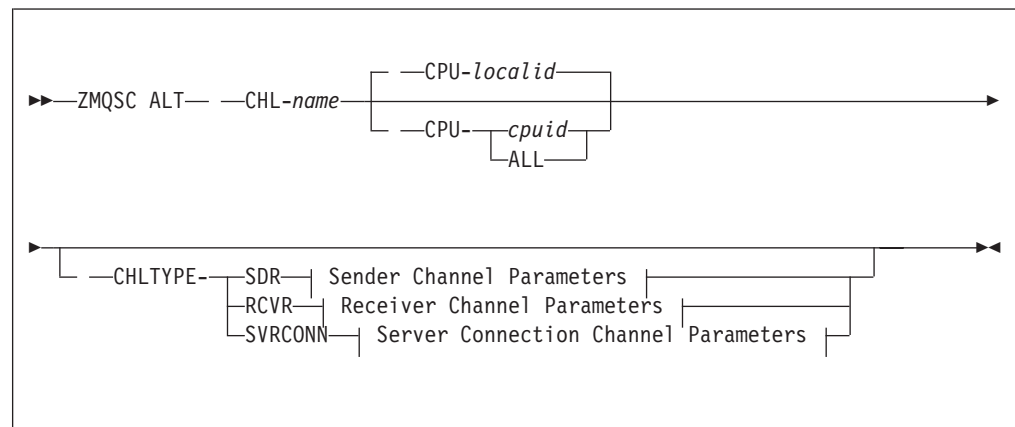 CPU-localid
ZMQSC ALT CHL-name
CPU- cpuid
ALL
CHLTYPE- SDR Sender Channel Parameters
RCVR Receiver Channel Parameters
SVRCONN Server Connection Channel Parameters